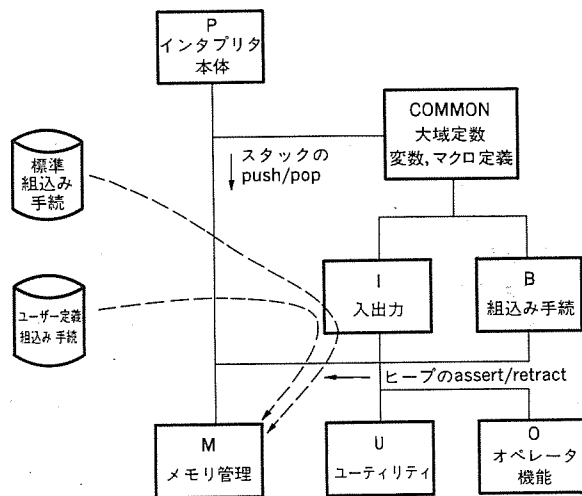 P
インタプリタ
本体
COMMON
大域定数
変数,マクロ定義
スタックの
push/pop
標準
組込み
手続
I
入出力
B
組込み手続
ユーザー定義
組込み 手続
ヒープのassert/retract
M
メモリ管理
U
ユーティリティ
O
オペレータ
機能